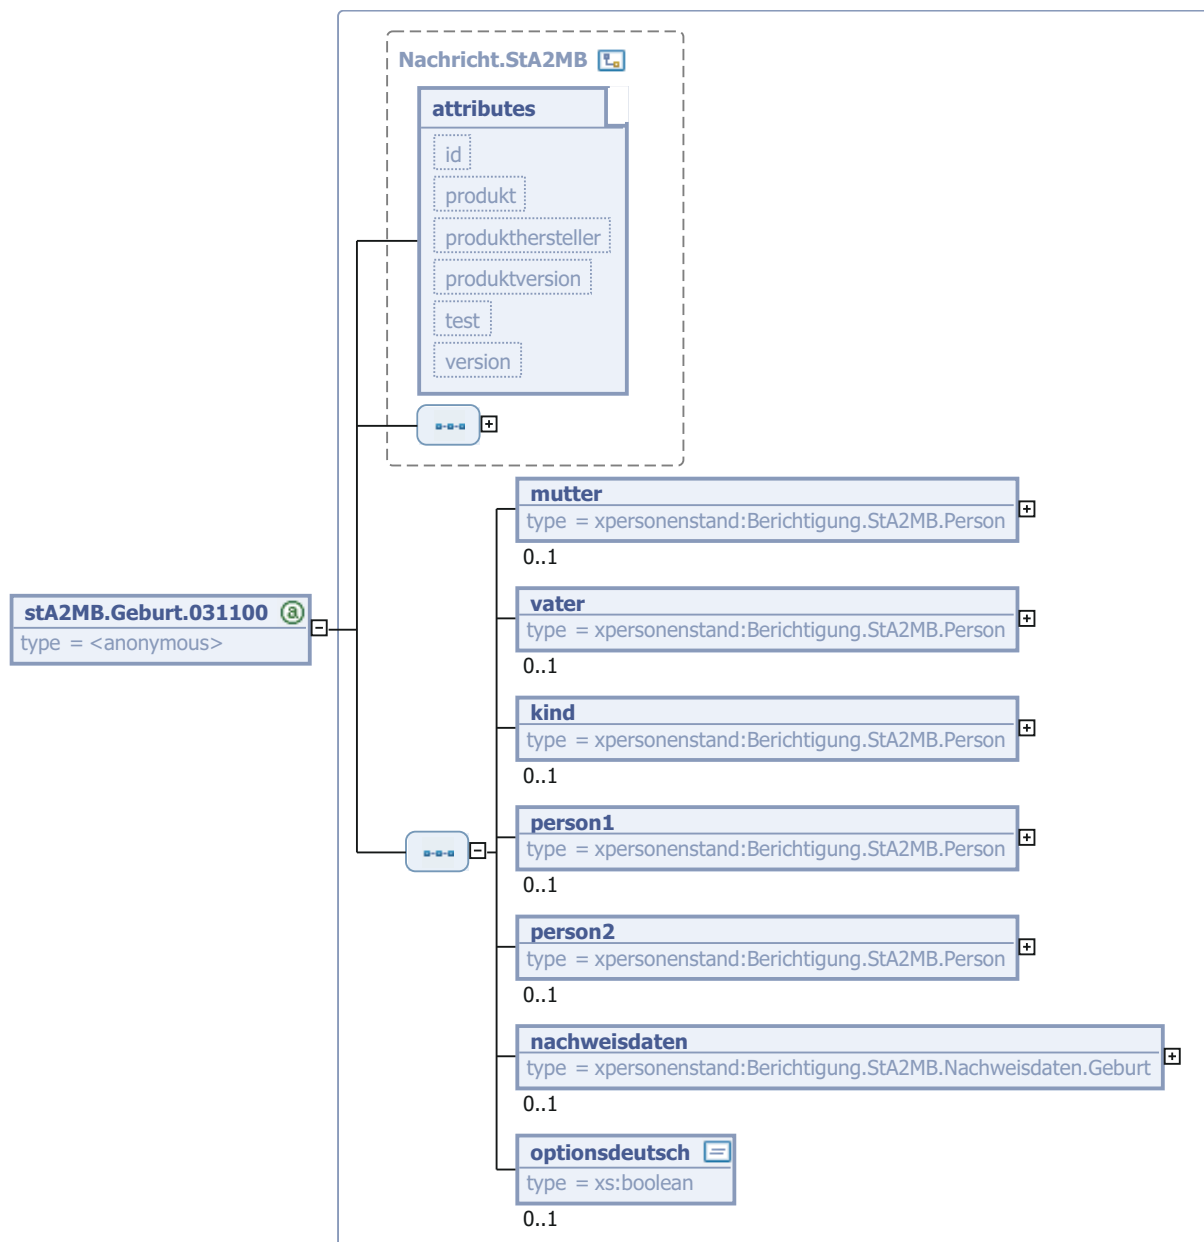 Nachricht.StA2MB
attributes
id
produkt
produkthersteller
produktversion
test
version
mutter
type = xpersonenstand:Berichtigung.StA2MB.Person
0..1
vater
type = xpersonenstand:Berichtigung.StA2MB.Person
0..1
stA2MB.Geburt.031100
type = <anonymous>
kind
type = xpersonenstand:Berichtigung.StA2MB.Person
0..1
person1
type = xpersonenstand:Berichtigung.StA2MB.Person
0..1
person2
type = xpersonenstand:Berichtigung.StA2MB.Person
0..1
nachweisdaten
type = xpersonenstand:Berichtigung.StA2MB.Nachweisdaten.Geburt
0..1
optionsdeutsch
type = xs:boolean
0..1